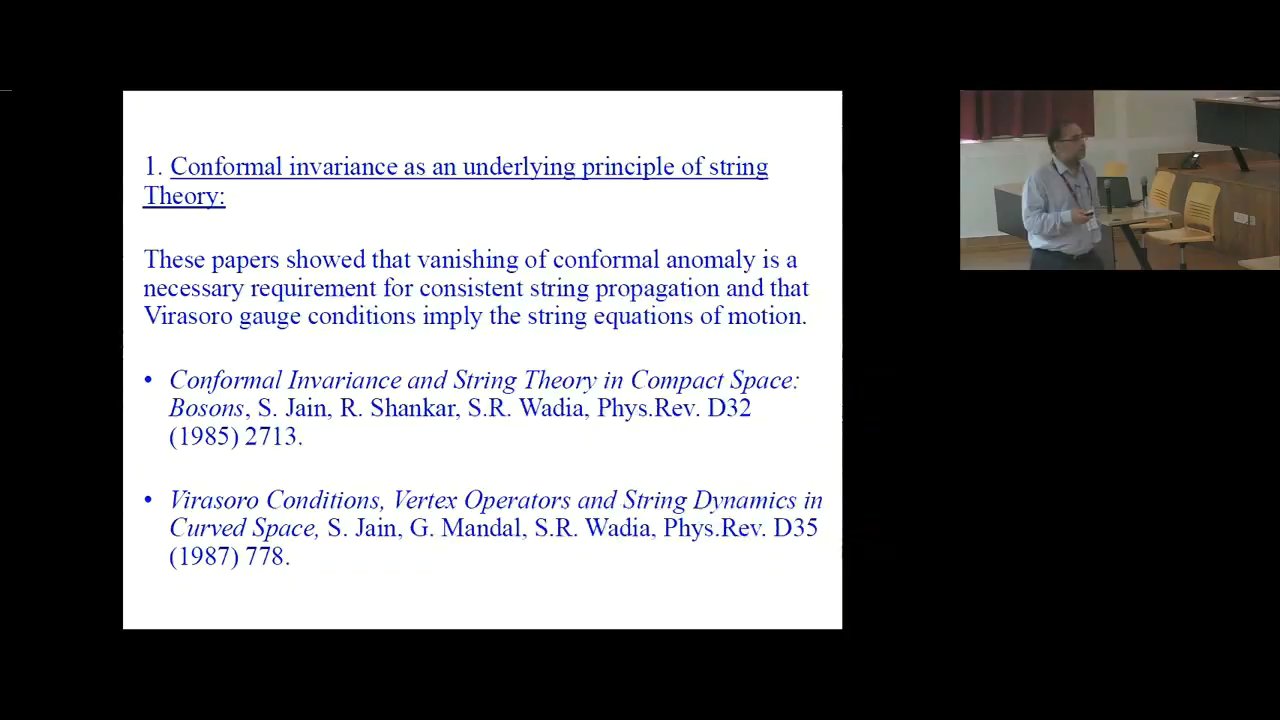 1. Conformal invariance as an underlying principle of string
Theory:
These papers showed that vanishing of conformal anomaly is a
necessary requirement for consistent string propagation and that
Virasoro gauge conditions imply the string equations of motion.
• Conformal Invariance and String Theory in Compact Space:
Bosons, S. Jain, R. Shankar, S.R. Wadia, Phys.Rev. D32
(1985) 2713.
• Virasoro Conditions, Vertex Operators and String Dynamics in
Curved Space, S. Jain, G. Mandal, S.R. Wadia, Phys.Rev. D35
(1987) 778.